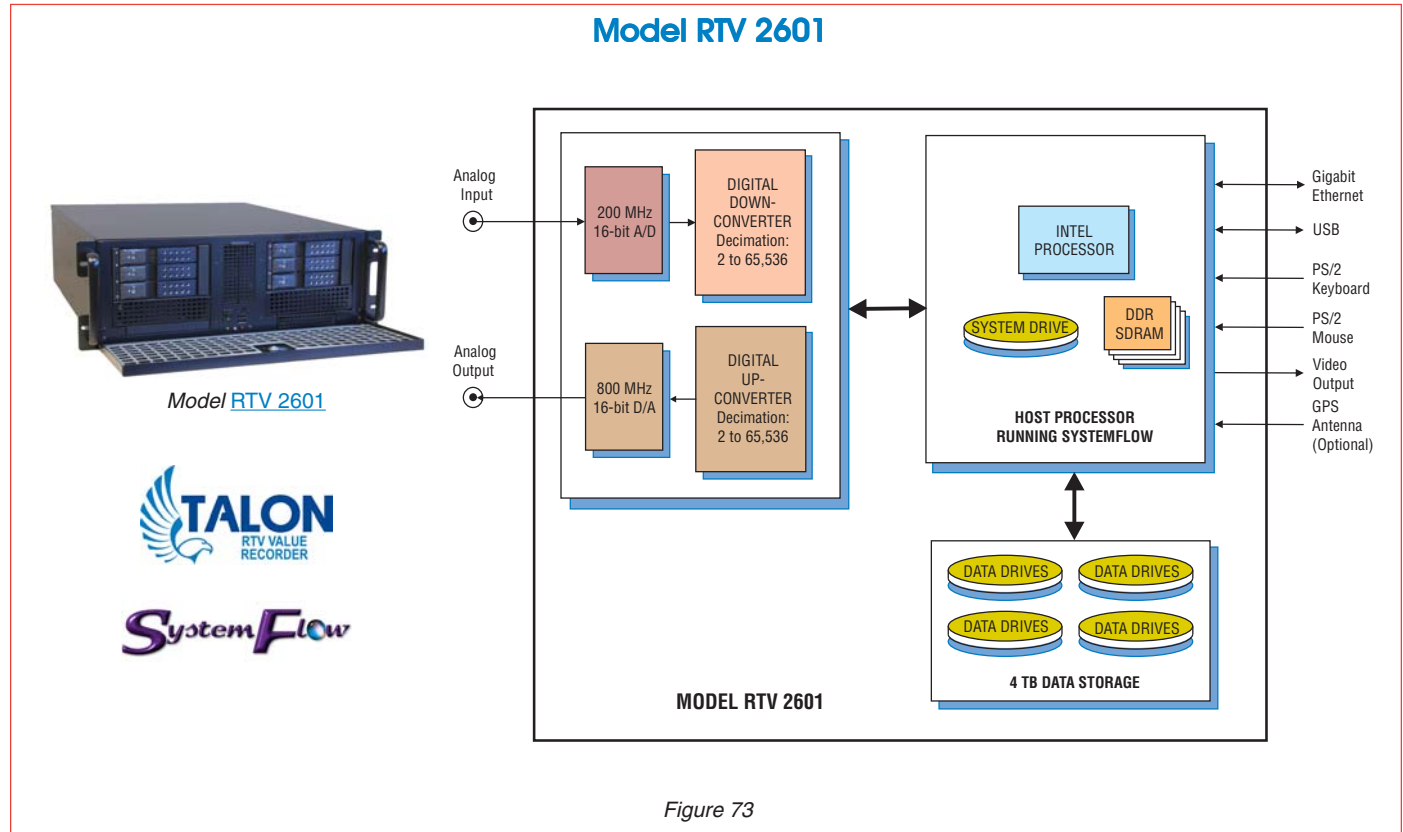 Model RTV 2601
Analog
Input
200 MHz
16-bit A/D
DIGITAL
DOWN-
CONVERTER
Decimation:
2 to 65,536
Analog
Output
800 MHz
16-bit D/A
DIGITAL
UP-
CONVERTER
Decimation:
2 to 65,536
INTEL
PROCESSOR
SYSTEM DRIVE
DDR
SDRAM
HOST PROCESSOR
RUNNING SYSTEMFLOW
Gigabit
Ethernet
USB
PS/2
Keyboard
PS/2
Mouse
Video
Output
GPS
Antenna
(Optional)
DATA DRIVES
DATA DRIVES
DATA DRIVES
DATA DRIVES
4 TB DATA STORAGE
MODEL RTV 2601
Model RTV 2601
TALON
RTV VALUE
RECORDER
SystemFlow
Figure 73